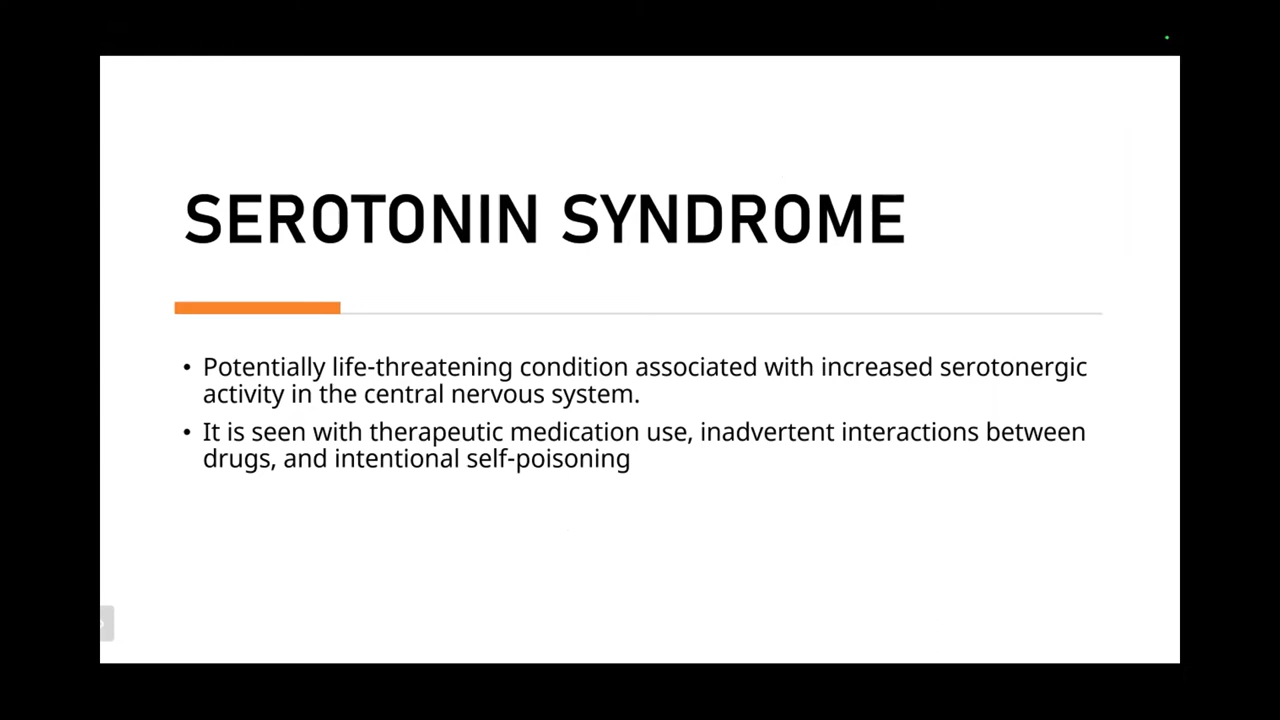 SEROTONIN SYNDROME
• Potentially life-threatening condition associated with increased serotonergic
activity in the central nervous system.
• It is seen with therapeutic medication use, inadvertent interactions between
drugs, and intentional self-poisoning